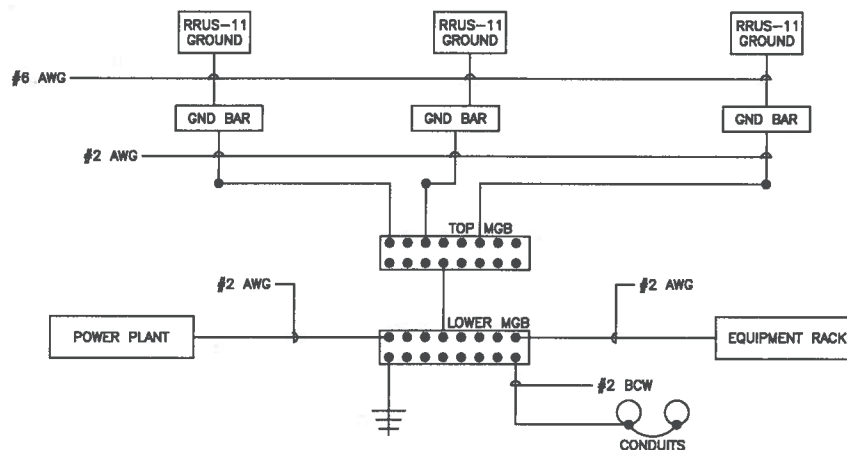 RRUS-11
GROUND
RRUS-11
GROUND
RRUS-11
GROUND
#6 AWG
GND BAR
GND BAR
GND BAR
#2 AWG
TOP MGB
#2 AWG
#2 AWG
POWER PLANT
LOWER MGB
EQUIPMENT RACK
#2 BCW
CONDUITS